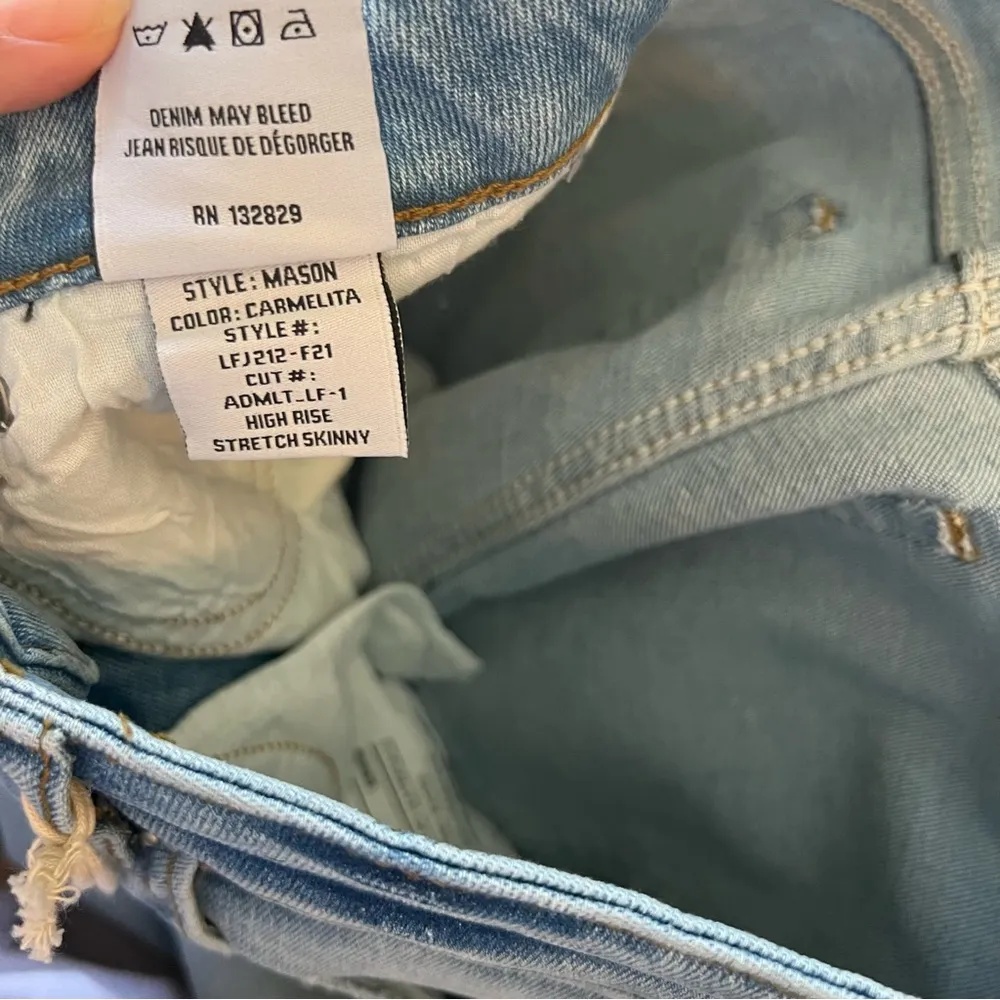 DENIM MAY BLEED
JEAN RISQUE DE DÉGORGER
RN 132829
STYLE: MASON
COLOR: CARMELITA
STYLE#:
LFJ212-F21
CUT#:
ADMLT_LF-1
HIGH RISE
STRETCH SKINNY